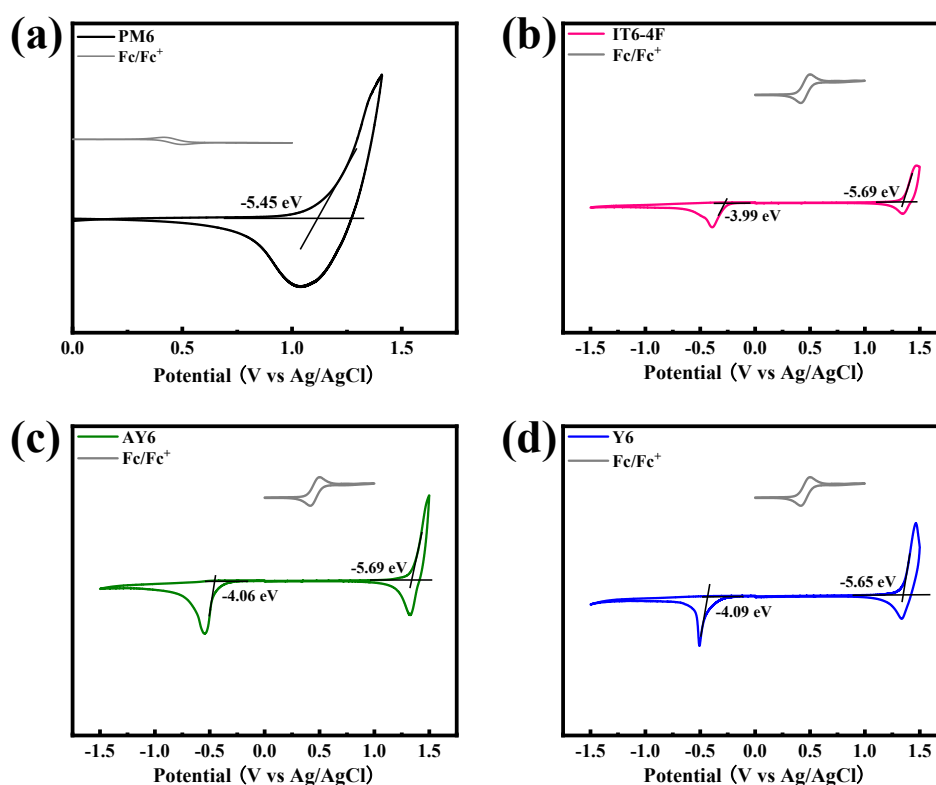 (a)
PM6
Fc/Fc⁺
-5.45 eV
0.0 0.5 1.0 1.5
Potential (V vs Ag/AgCl)
(b)
IT6-4F
Fc/Fc⁺
-5.69 eV
-3.99 eV
-1.5 -1.0 -0.5 0.0 0.5 1.0 1.5
Potential (V vs Ag/AgCl)
(c)
AY6
Fc/Fc⁺
-5.69 eV
-4.06 eV
-1.5 -1.0 -0.5 0.0 0.5 1.0 1.5
Potential (V vs Ag/AgCl)
(d)
Y6
Fc/Fc⁺
-5.65 eV
-4.09 eV
-1.5 -1.0 -0.5 0.0 0.5 1.0 1.5
Potential (V vs Ag/AgCl)